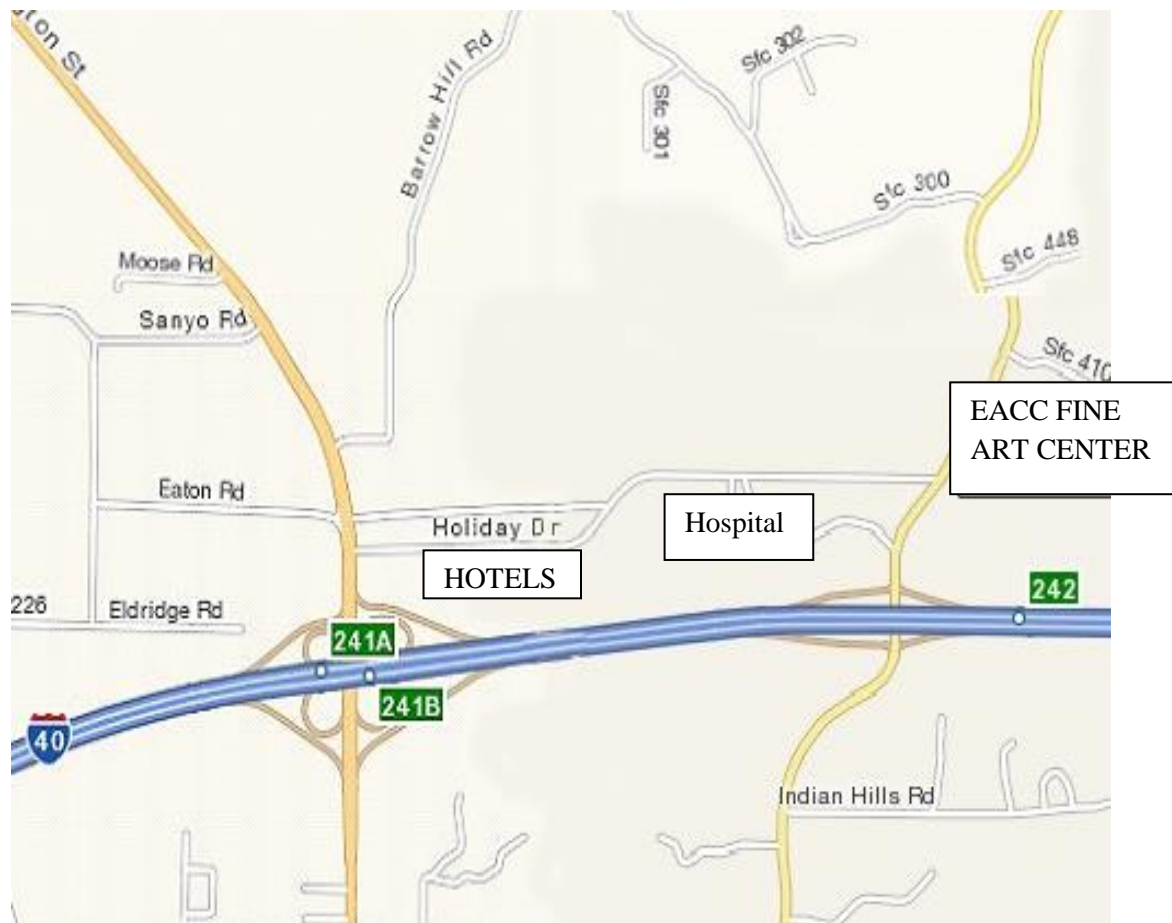 gton St
Barrow Hill Rd
Sfc 302
Sfc 301
Sfc 300
Sfc 448
Moose Rd
Sanyo Rd
Sfc 410
EACC FINE
ART CENTER
Eaton Rd
Holiday Dr
Hospital
HOTELS
226
Eldridge Rd
242
241A
241B
40
Indian Hills Rd